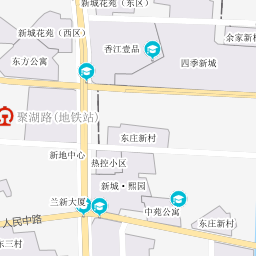 新城花苑（西区）
新城花苑（东区）
余家新村
香江壹品
东方公寓
四季新城
聚湖路(地铁站)
东庄新村
新地中心
热控小区
新城·熙园
兰新大厦
中苑公寓
人民中路
东庄新村
东三村